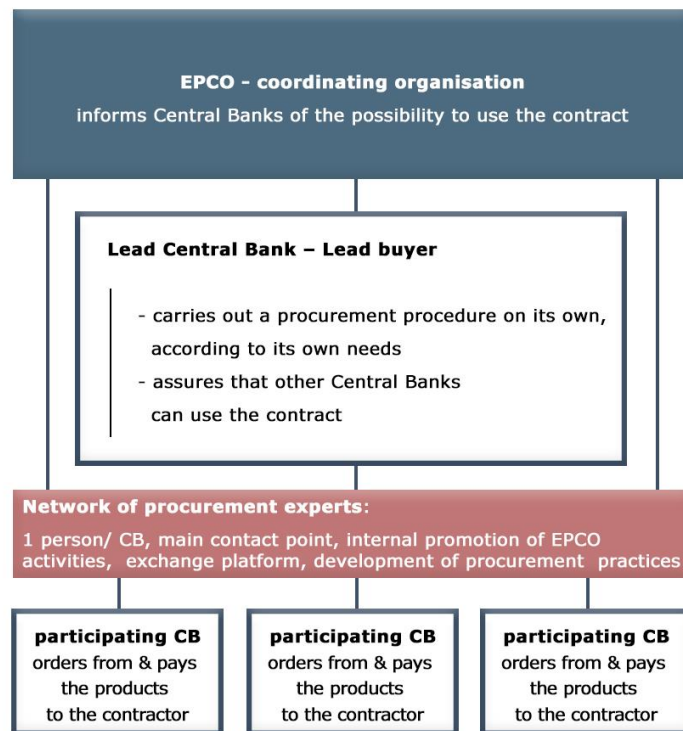 EPCO - coordinating organisation
informs Central Banks of the possibility to use the contract
Lead Central Bank – Lead buyer
- carries out a procurement procedure on its own,
according to its own needs
- assures that other Central Banks
can use the contract
Network of procurement experts:
1 person/ CB, main contact point, internal promotion of EPCO
activities, exchange platform, development of procurement practices
participating CB
orders from & pays
the products
to the contractor
participating CB
orders from & pays
the products
to the contractor
participating CB
orders from & pays
the products
to the contractor